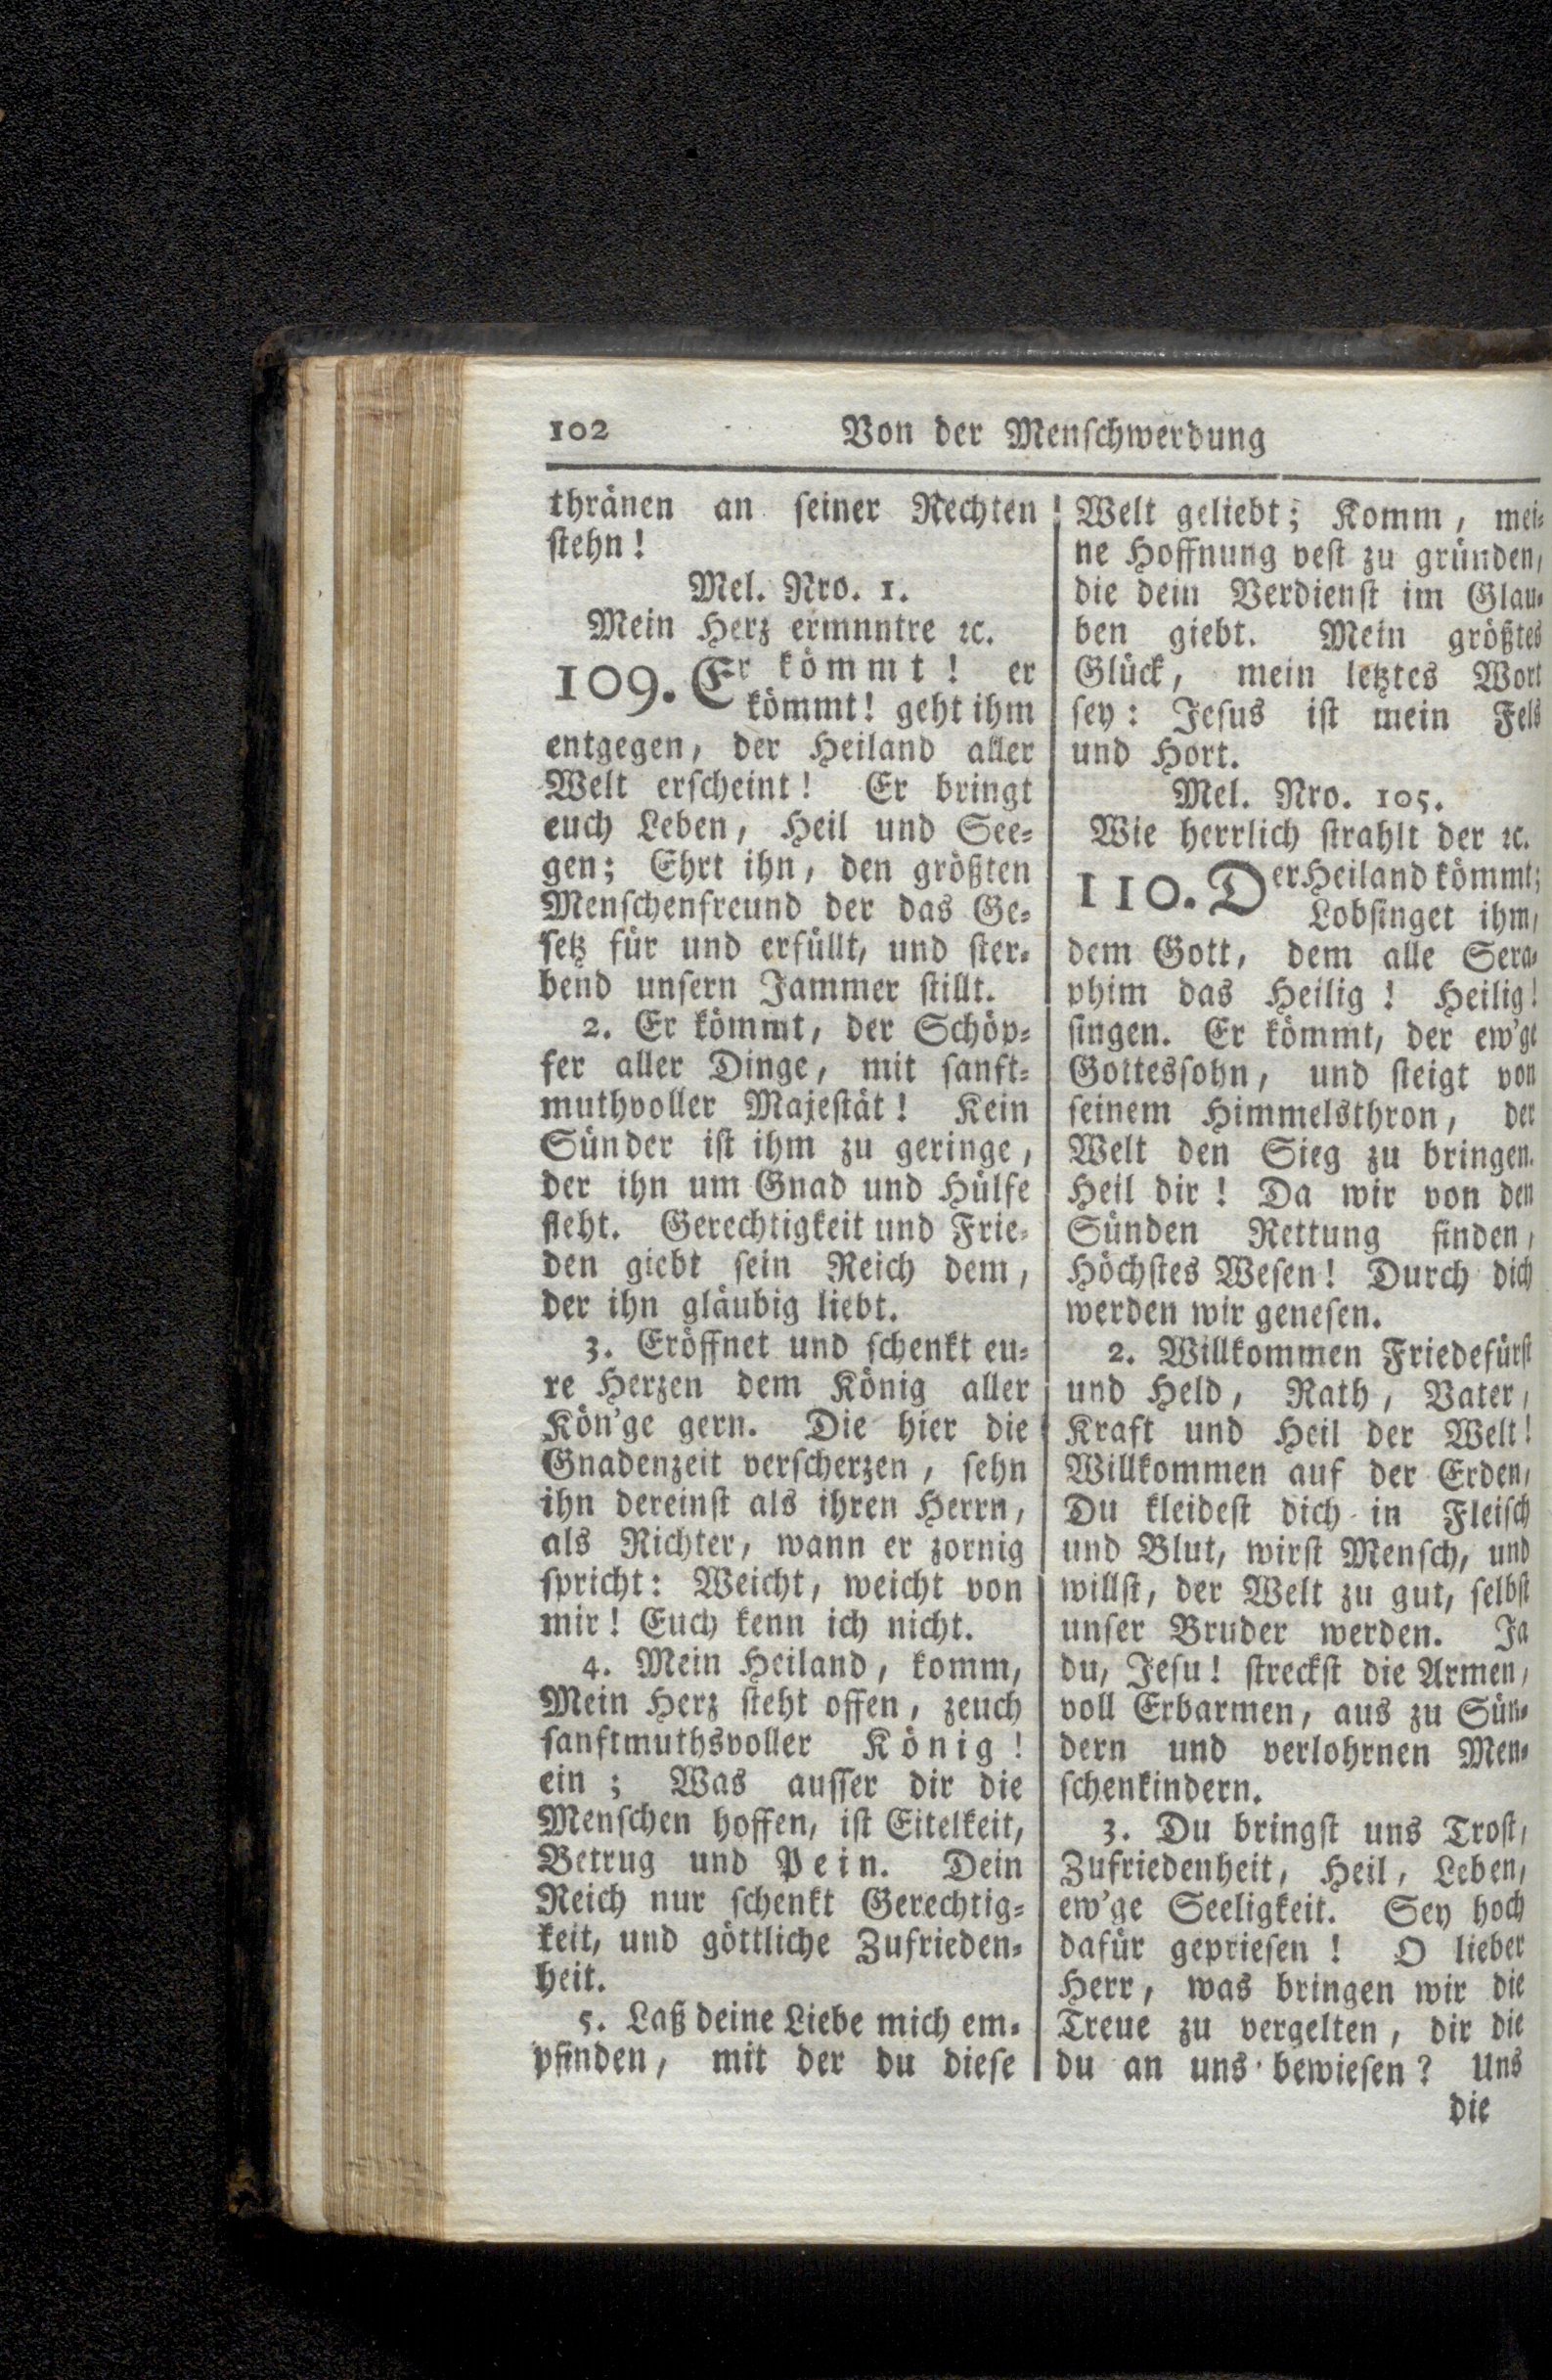 102 Von der Menſchwerdung
thränen an ſeiner Rechten
ſtehn!
Mel. Nro. 1.
Mein Herz ermnntre ꝛc.
109. Er kömmt! er
kömmt! geht ihm
entgegen, der Heiland aller
Welt erſcheint! Er bringt
euch Leben, Heil und See⸗
gen; Ehrt ihn, den größten
Menſchenfreund der das Ge⸗
ſetz für und erfüllt, und ſter⸗
bend unſern Jammer ſtillt.
2. Er kömmt, der Schöp⸗
fer aller Dinge, mit ſanft⸗
muthvoller Majeſtät! Kein
Sünder iſt ihm zu geringe,
der ihn um Gnad und Hülfe
fleht. Gerechtigkeit und Frie⸗
den giebt ſein Reich dem,
der ihn gläubig liebt.
3. Eröffnet und ſchenkt eu⸗
re Herzen dem König aller
Kön'ge gern. Die hier die
Gnadenzeit verſcherzen, ſehn
ihn dereinſt als ihren Herrn,
als Richter, wann er zornig
ſpricht: Weicht, weicht von
mir! Euch kenn ich nicht.
4. Mein Heiland, komm,
Mein Herz ſteht offen, zeuch
ſanftmuthsvoller König!
ein; Was auſſer dir die
Menſchen hoffen, iſt Eitelkeit,
Betrug und Pein. Dein
Reich nur ſchenkt Gerechtig⸗
keit, und göttliche Zufrieden⸗
heit.
5. Laß deine Liebe mich em⸗
pfinden, mit der du dieſe
Welt geliebt; Komm, mei⸗
ne Hoffnung veſt zu gründen,
die dein Verdienſt im Glau⸗
ben giebt. Mein größtes
Glück, mein letztes Wort
ſey: Jeſus iſt mein Fels
und Hort.
Mel. Nro. 105.
Wie herrlich ſtrahlt der ꝛc.
110. Der Heiland kömmt;
Lobſinget ihm,
dem Gott, dem alle Sera⸗
phim das Heilig! Heilig!
ſingen. Er kömmt, der ew'ge
Gottesſohn, und ſteigt von
ſeinem Himmelsthron, der
Welt den Sieg zu bringen.
Heil dir! Da wir von den
Sünden Rettung finden,
Höchſtes Weſen! Durch dich
werden wir geneſen.
2. Willkommen Friedefürſt
und Held, Rath, Vater,
Kraft und Heil der Welt!
Willkommen auf der Erden,
Du kleideſt dich in Fleiſch
und Blut, wirſt Menſch, und
willſt, der Welt zu gut, ſelbſt
unſer Bruder werden. Ja
du, Jeſu! ſtreckſt die Armen,
voll Erbarmen, aus zu Sün⸗
dern und verlohrnen Men⸗
ſchenkindern.
3. Du bringſt uns Troſt,
Zufriedenheit, Heil, Leben,
ew'ge Seeligkeit. Sey hoch
dafür geprieſen! O lieber
Herr, was bringen wir die
Treue zu vergelten, dir die
du an uns bewieſen? Uns
die